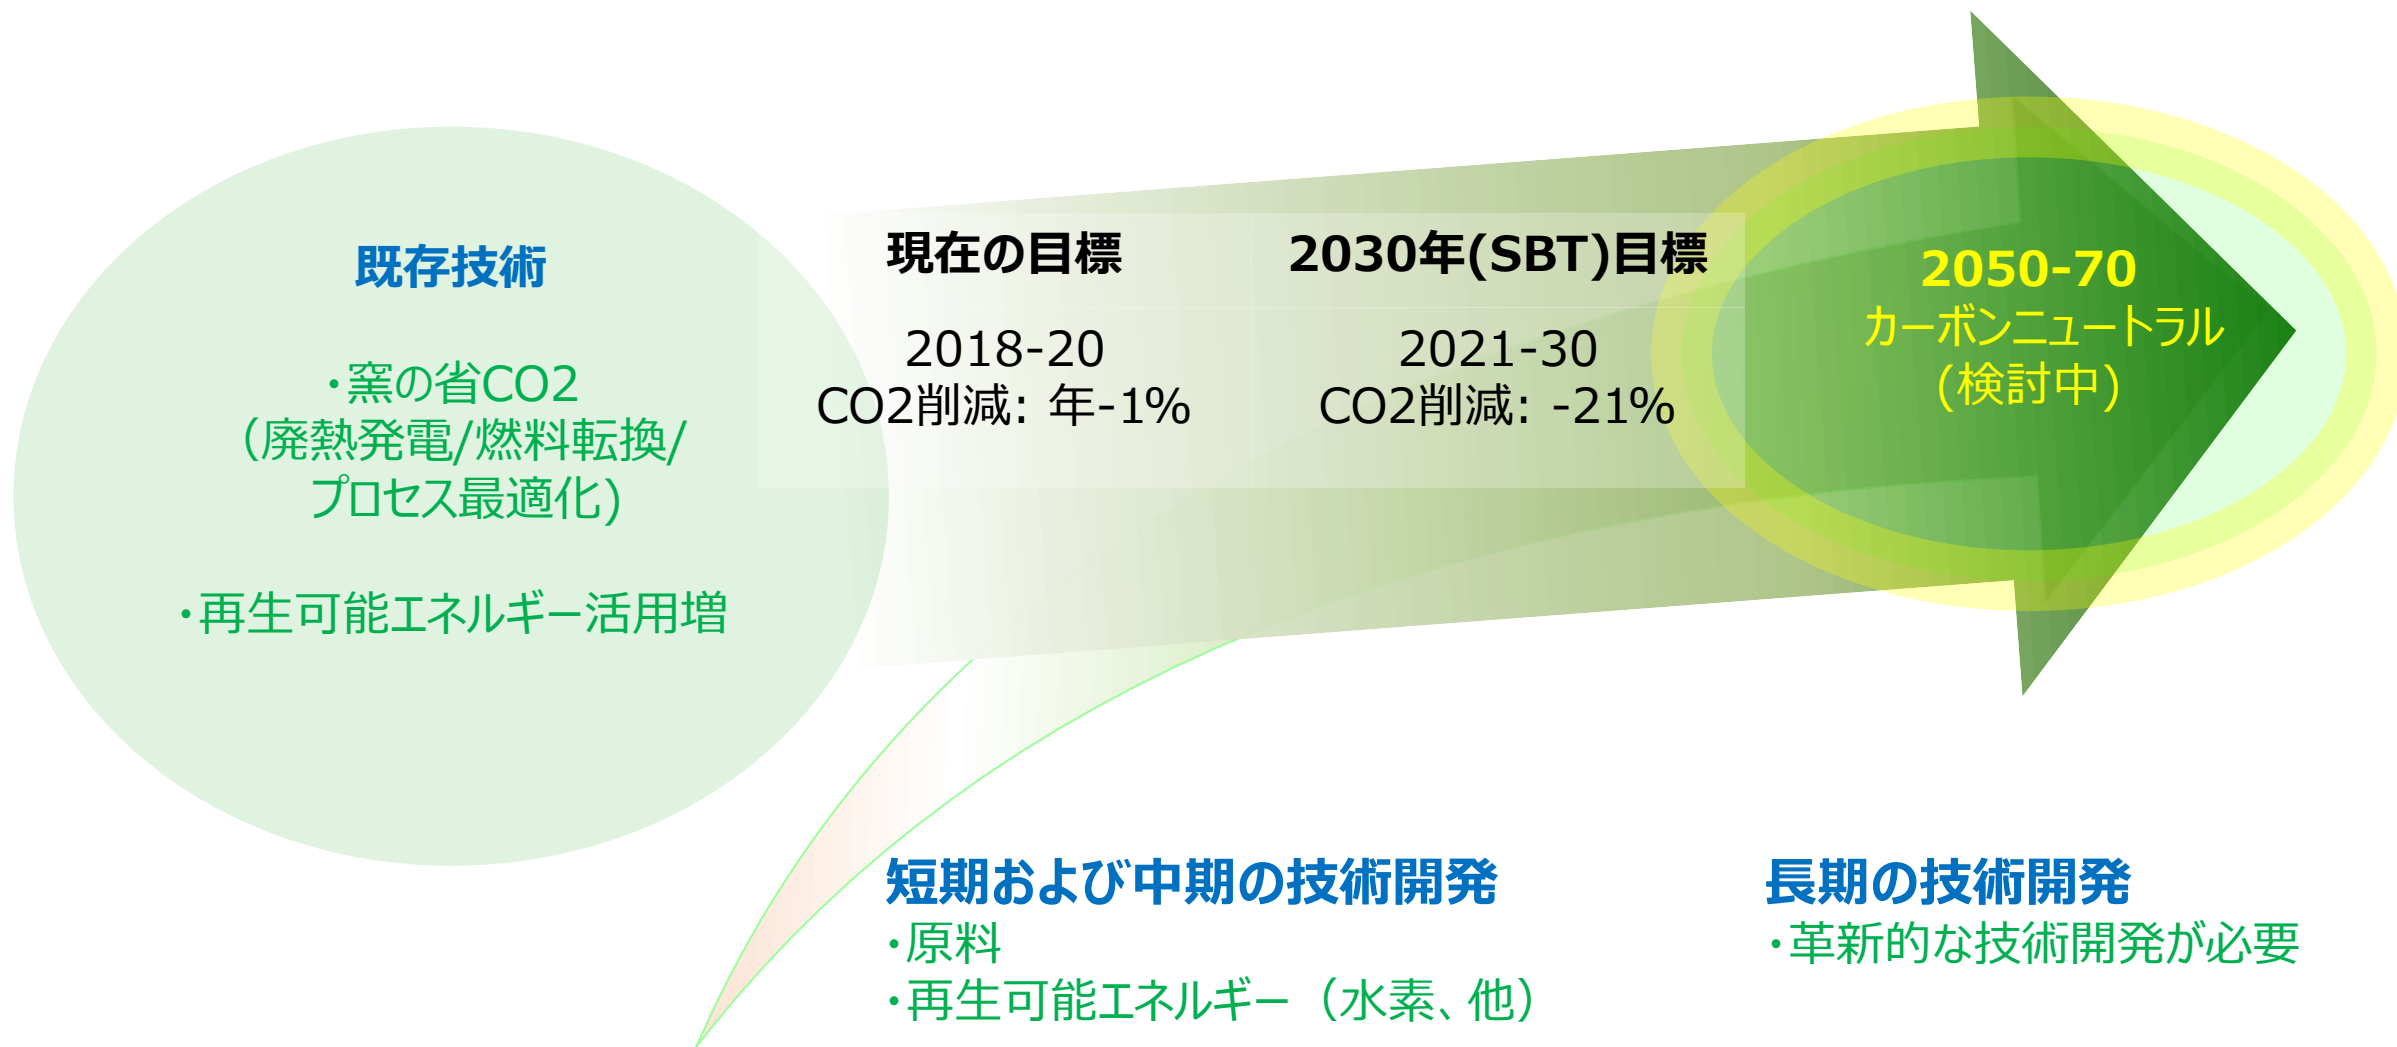 既存技術
・窯の省CO2
（廃熱発電/燃料転換/
プロセス最適化)
・再生可能エネルギー活用増
現在の目標
2018-20
CO2削減: 年-1%
2030年(SBT)目標
2021-30
CO2削減: -21%
2050-70
カーボンニュートラル
(検討中)
短期および中期の技術開発
・原料
・再生可能エネルギー（水素、他）
長期の技術開発
・革新的な技術開発が必要